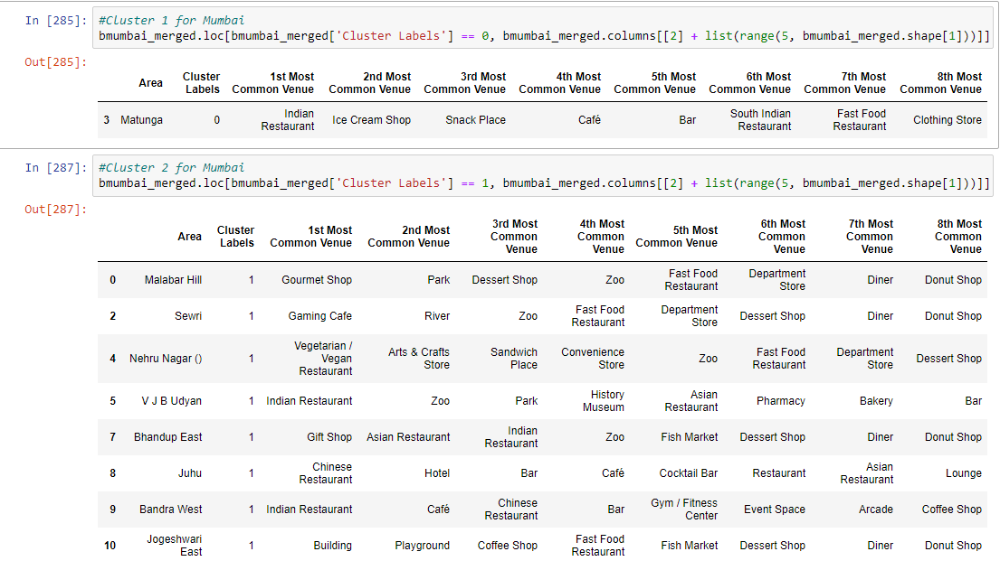 In [285]:
#Cluster 1 for Mumbai
bmumbai_merged.loc[bmumbai_merged['Cluster Labels'] == 0, bmumbai_merged.columns[[2] + list(range(5, bmumbai_merged.shape[1]))]]
Out[285]:
Area Cluster Labels 1st Most Common Venue 2nd Most Common Venue 3rd Most Common Venue 4th Most Common Venue 5th Most Common Venue 6th Most Common Venue 7th Most Common Venue 8th Most Common Venue
3 Matunga 0 Indian Restaurant Ice Cream Shop Snack Place Café Bar South Indian Restaurant Fast Food Restaurant Clothing Store
In [287]:
#Cluster 2 for Mumbai
bmumbai_merged.loc[bmumbai_merged['Cluster Labels'] == 1, bmumbai_merged.columns[[2] + list(range(5, bmumbai_merged.shape[1]))]]
Out[287]:
Area Cluster Labels 1st Most Common Venue 2nd Most Common Venue 3rd Most Common Venue 4th Most Common Venue 5th Most Common Venue 6th Most Common Venue 7th Most Common Venue 8th Most Common Venue
0 Malabar Hill 1 Gourmet Shop Park Dessert Shop Zoo Fast Food Restaurant Department Store Diner Donut Shop
2 Sewri 1 Gaming Cafe River Zoo Fast Food Restaurant Department Store Dessert Shop Diner Donut Shop
4 Nehru Nagar () 1 Vegetarian / Vegan Restaurant Arts & Crafts Store Sandwich Place Convenience Store Zoo Fast Food Restaurant Department Store Dessert Shop
5 V J B Udyan 1 Indian Restaurant Zoo Park History Museum Asian Restaurant Pharmacy Bakery Bar
7 Bhandup East 1 Gift Shop Asian Restaurant Indian Restaurant Zoo Fish Market Dessert Shop Diner Donut Shop
8 Juhu 1 Chinese Restaurant Hotel Bar Café Cocktail Bar Restaurant Asian Restaurant Lounge
9 Bandra West 1 Indian Restaurant Café Chinese Restaurant Bar Gym / Fitness Center Event Space Arcade Coffee Shop
10 Jogeshwari East 1 Building Playground Coffee Shop Fast Food Restaurant Fish Market Dessert Shop Diner Donut Shop